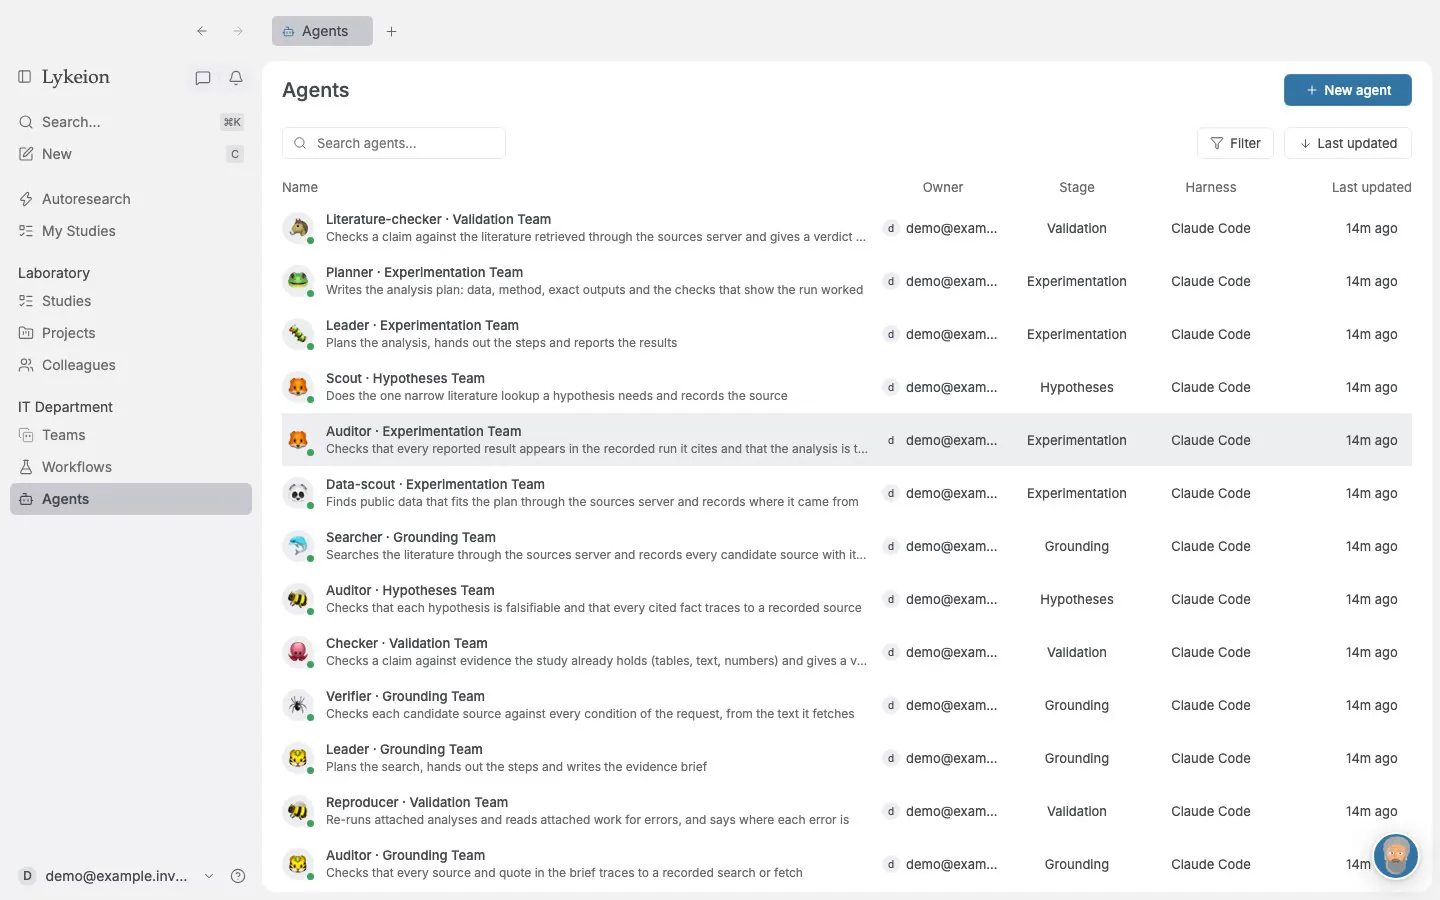 Agents
Lykeion
Search...
⌘K
New
C
Autoresearch
My Studies
Laboratory
Studies
Projects
Colleagues
IT Department
Teams
Workflows
Agents
D
demo@example.inv...
Agents
New agent
Search agents...
Filter
Last updated
Name Owner Stage Harness Last updated
Literature-checker · Validation Team
Checks a claim against the literature retrieved through the sources server and gives a verdict ...
d demo@exam... Validation Claude Code 14m ago
Planner · Experimentation Team
Writes the analysis plan: data, method, exact outputs and the checks that show the run worked
d demo@exam... Experimentation Claude Code 14m ago
Leader · Experimentation Team
Plans the analysis, hands out the steps and reports the results
d demo@exam... Experimentation Claude Code 14m ago
Scout · Hypotheses Team
Does the one narrow literature lookup a hypothesis needs and records the source
d demo@exam... Hypotheses Claude Code 14m ago
Auditor · Experimentation Team
Checks that every reported result appears in the recorded run it cites and that the analysis is t...
d demo@exam... Experimentation Claude Code 14m ago
Data-scout · Experimentation Team
Finds public data that fits the plan through the sources server and records where it came from
d demo@exam... Experimentation Claude Code 14m ago
Searcher · Grounding Team
Searches the literature through the sources server and records every candidate source with it...
d demo@exam... Grounding Claude Code 14m ago
Auditor · Hypotheses Team
Checks that each hypothesis is falsifiable and that every cited fact traces to a recorded source
d demo@exam... Hypotheses Claude Code 14m ago
Checker · Validation Team
Checks a claim against evidence the study already holds (tables, text, numbers) and gives a v...
d demo@exam... Validation Claude Code 14m ago
Verifier · Grounding Team
Checks each candidate source against every condition of the request, from the text it fetches
d demo@exam... Grounding Claude Code 14m ago
Leader · Grounding Team
Plans the search, hands out the steps and writes the evidence brief
d demo@exam... Grounding Claude Code 14m ago
Reproducer · Validation Team
Re-runs attached analyses and reads attached work for errors, and says where each error is
d demo@exam... Validation Claude Code 14m ago
Auditor · Grounding Team
Checks that every source and quote in the brief traces to a recorded search or fetch
d demo@exam... Grounding Claude Code 14m